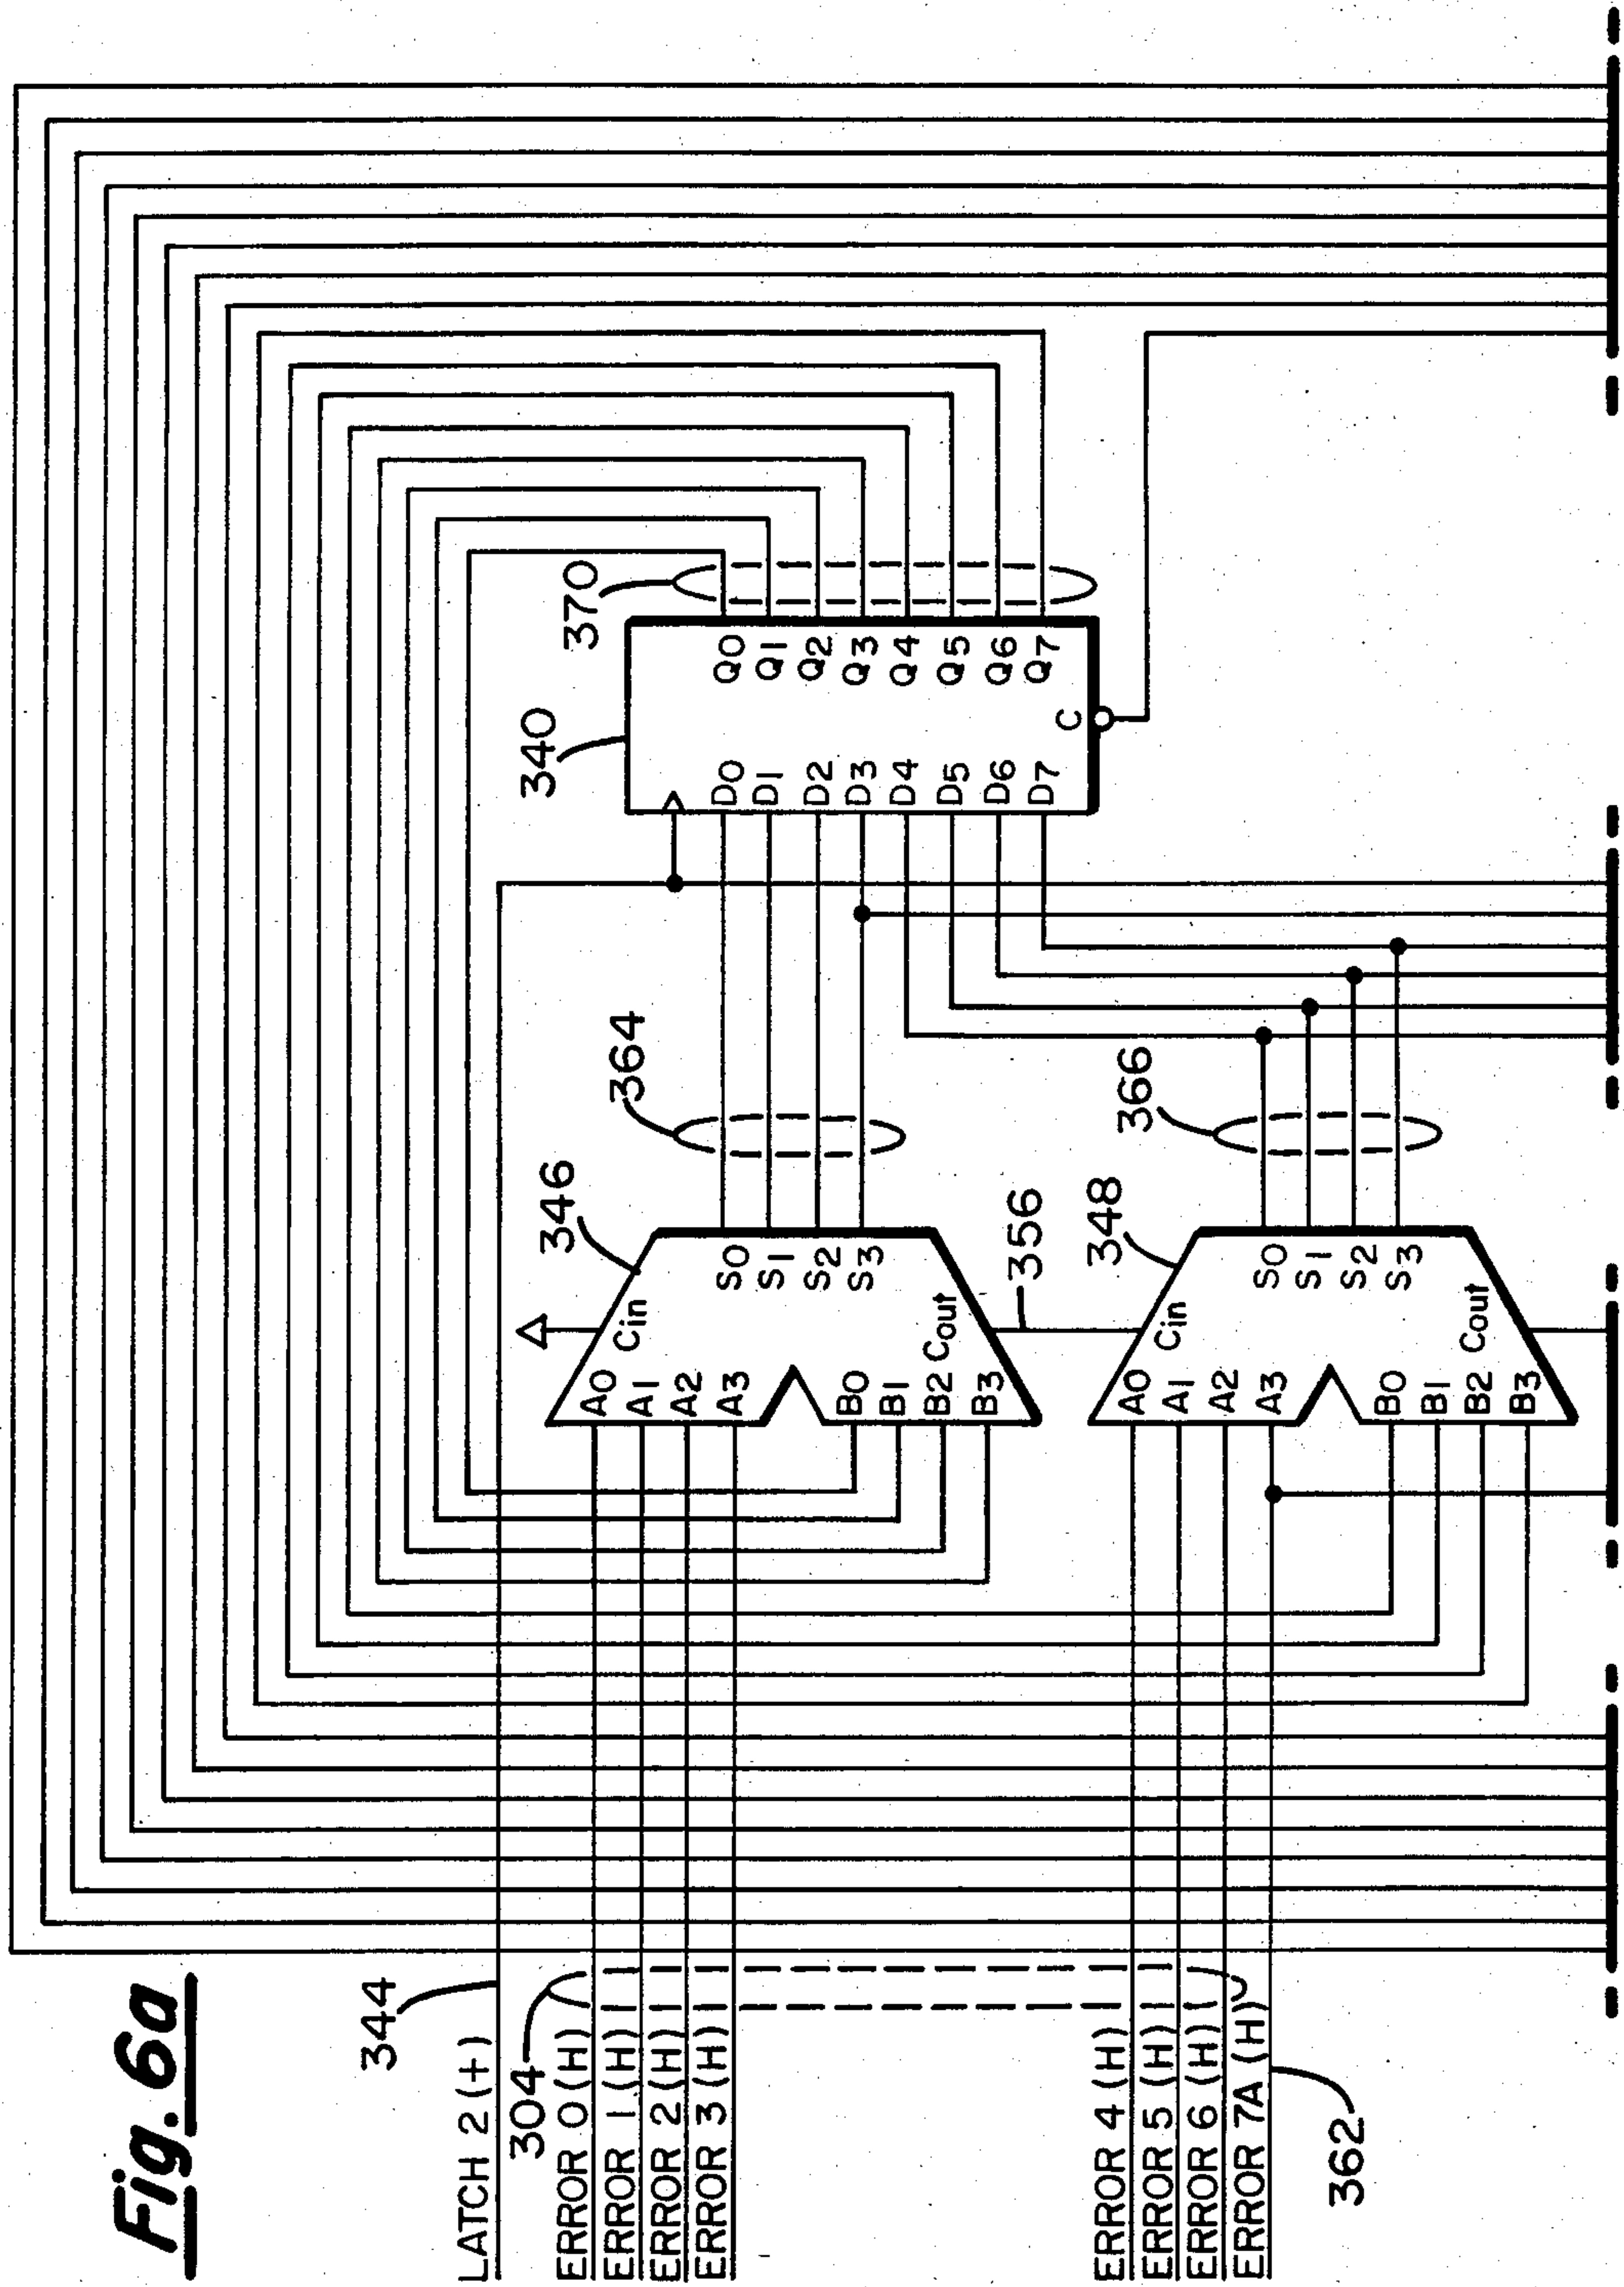 Fig. 6a
344
LATCH 2 (+)
304
ERROR 0 (H)
ERROR 1 (H)
ERROR 2 (H)
ERROR 3 (H)
ERROR 4 (H)
ERROR 5 (H)
ERROR 6 (H)
ERROR 7A (H)
362
346
Cin
A0
A1
A2
A3
B0
B1
B2
B3
S0
S1
S2
S3
Cout
364
356
348
Cin
A0
A1
A2
A3
B0
B1
B2
B3
S0
S1
S2
S3
Cout
366
340
D0
D1
D2
D3
D4
D5
D6
D7
Q0
Q1
Q2
Q3
Q4
Q5
Q6
Q7
C
370